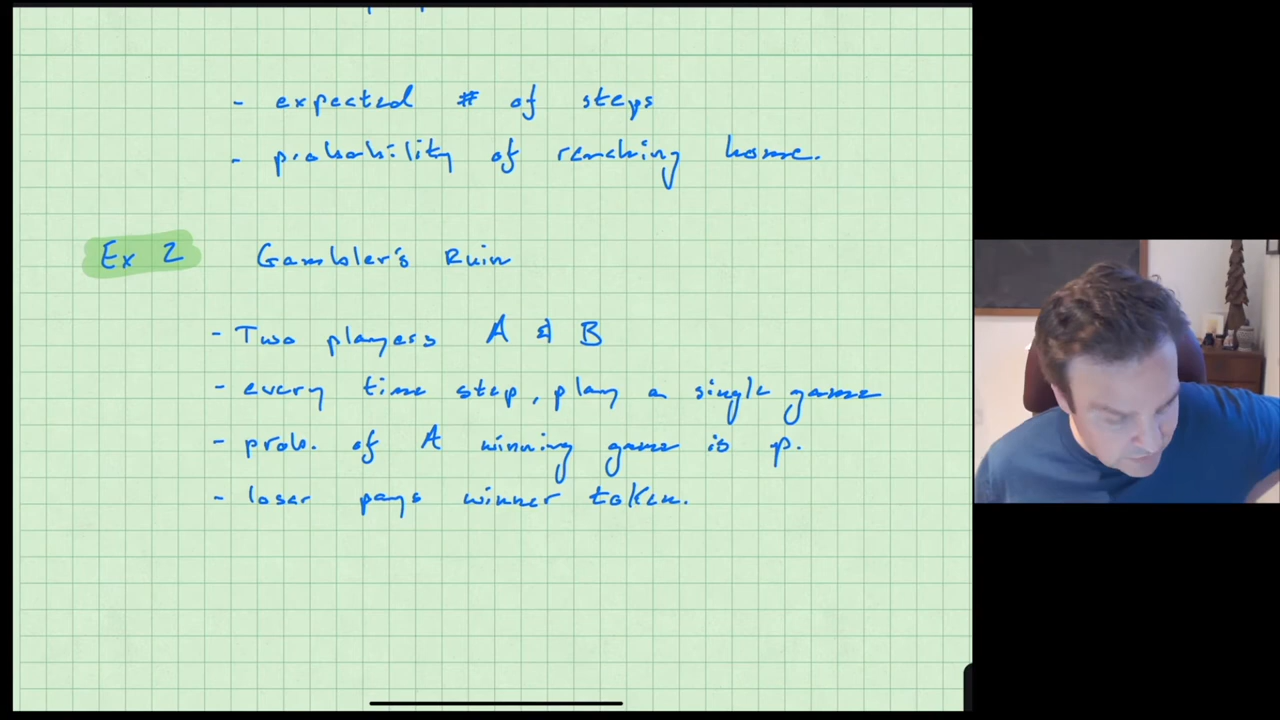 - expected # of steps
- probability of reaching home.
Ex 2 Gambler's Ruin
- Two players A & B
- every time step, play a single game
- prob. of A winning game is p.
- loser pays winner token.